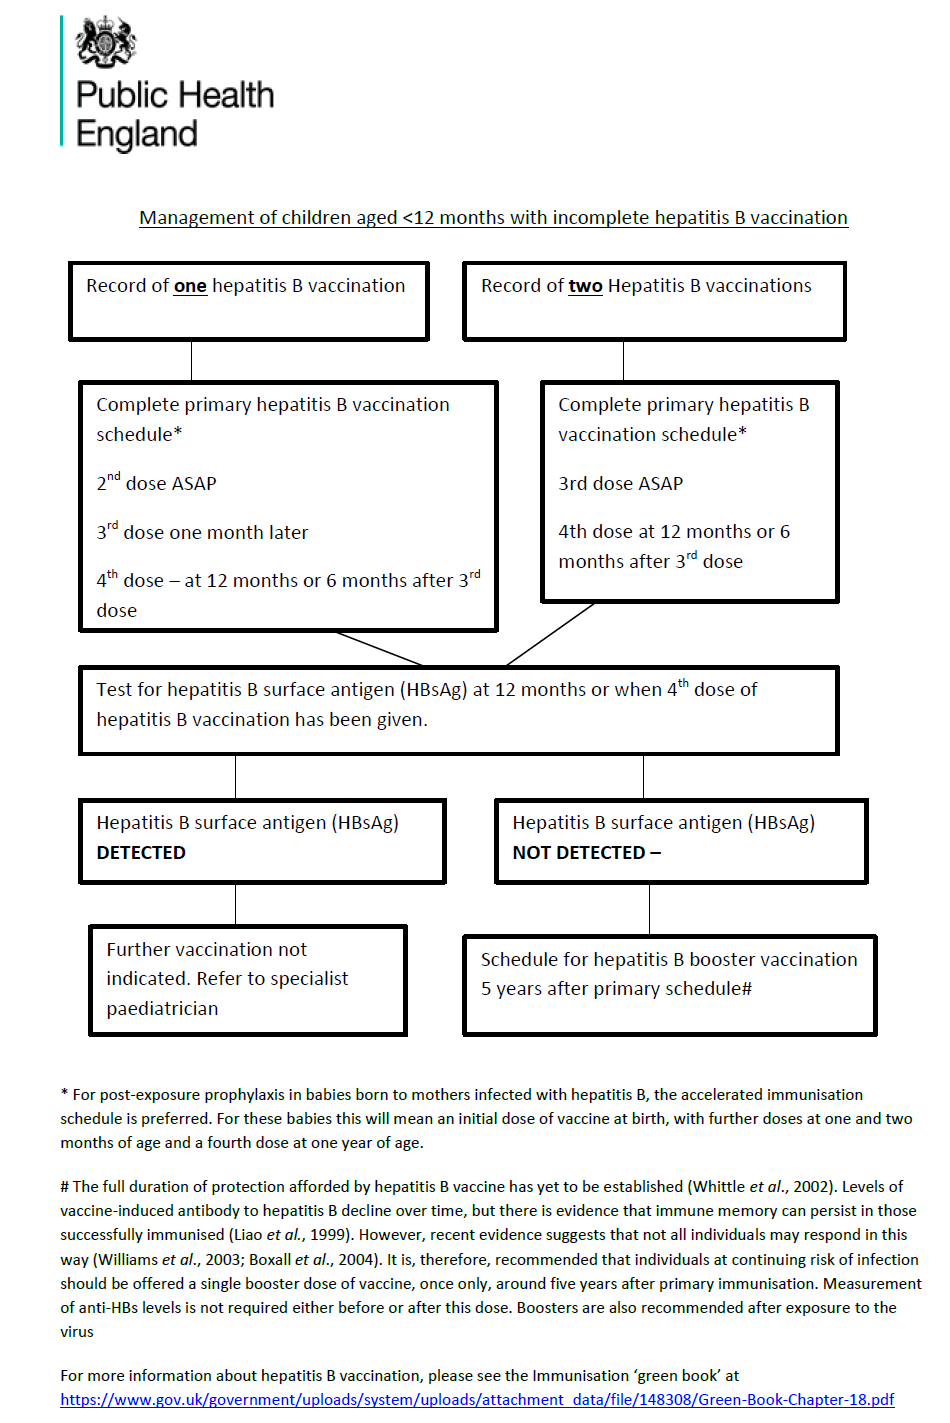 Public Health
England
Management of children aged <12 months with incomplete hepatitis B vaccination
Record of one hepatitis B vaccination
Record of two Hepatitis B vaccinations
Complete primary hepatitis B vaccination
schedule*
2nd dose ASAP
3rd dose one month later
4th dose – at 12 months or 6 months after 3rd
dose
Complete primary hepatitis B
vaccination schedule*
3rd dose ASAP
4th dose at 12 months or 6
months after 3rd dose
Test for hepatitis B surface antigen (HBsAg) at 12 months or when 4th dose of
hepatitis B vaccination has been given.
Hepatitis B surface antigen (HBsAg)
DETECTED
Hepatitis B surface antigen (HBsAg)
NOT DETECTED –
Further vaccination not
indicated. Refer to specialist
paediatrician
Schedule for hepatitis B booster vaccination
5 years after primary schedule#
* For post-exposure prophylaxis in babies born to mothers infected with hepatitis B, the accelerated immunisation
schedule is preferred. For these babies this will mean an initial dose of vaccine at birth, with further doses at one and two
months of age and a fourth dose at one year of age.
# The full duration of protection afforded by hepatitis B vaccine has yet to be established (Whittle et al., 2002). Levels of
vaccine-induced antibody to hepatitis B decline over time, but there is evidence that immune memory can persist in those
successfully immunised (Liao et al., 1999). However, recent evidence suggests that not all individuals may respond in this
way (Williams et al., 2003; Boxall et al., 2004). It is, therefore, recommended that individuals at continuing risk of infection
should be offered a single booster dose of vaccine, once only, around five years after primary immunisation. Measurement
of anti-HBs levels is not required either before or after this dose. Boosters are also recommended after exposure to the
virus
For more information about hepatitis B vaccination, please see the Immunisation ‘green book’ at
https://www.gov.uk/government/uploads/system/uploads/attachment_data/file/148308/Green-Book-Chapter-18.pdf